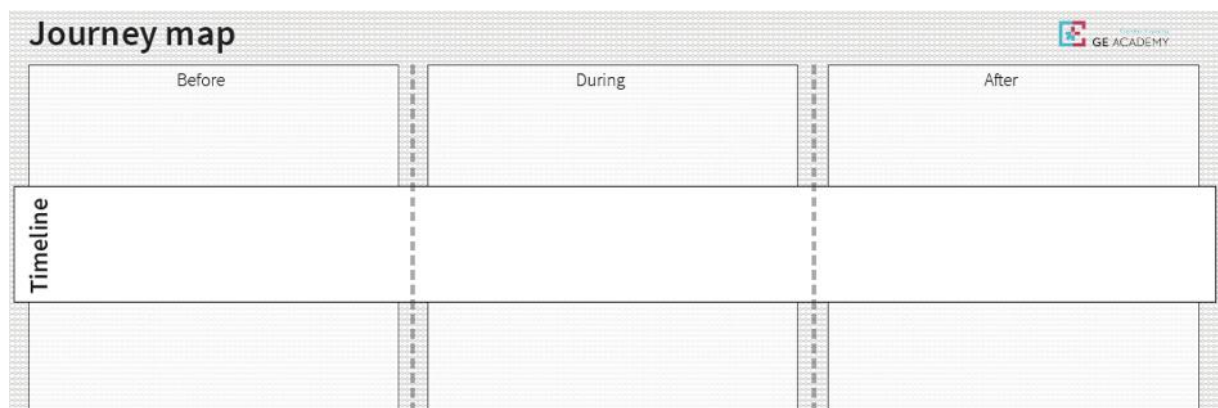 Journey map
GE ACADEMY
Before
During
After
Timeline